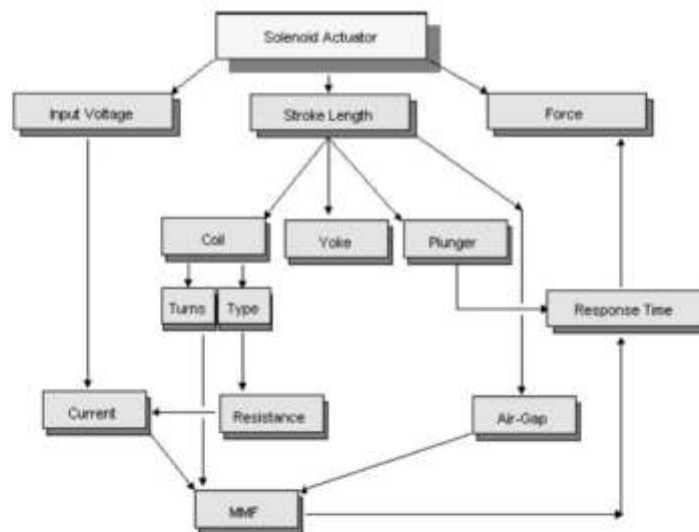 Solenoid Actuator
Input Voltage
Stroke Length
Force
Coil
Yoke
Plunger
Turns
Type
Response Time
Current
Resistance
Air-Gap
MMF